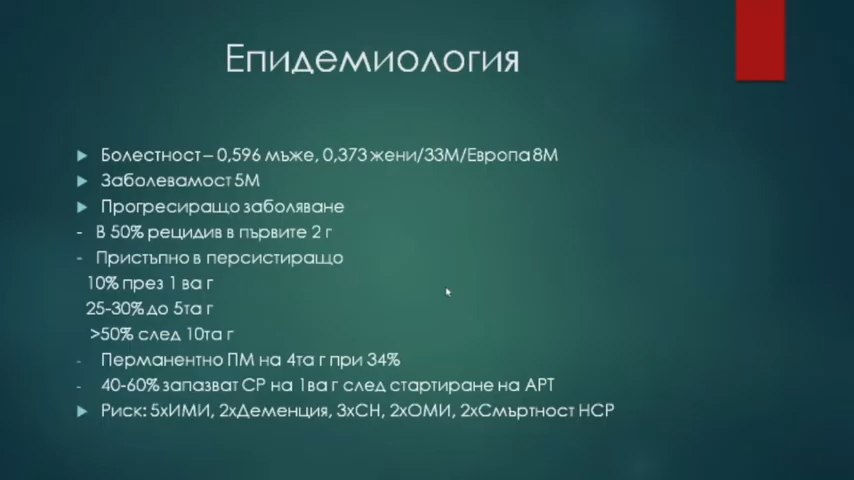 Епидемиология
Болестност – 0,596 мъже, 0,373 жени/33М/Европа 8М
Заболевамост 5М
Прогресиращо заболяване
- В 50% рецидив в първите 2 г
- Пристъпно в персистиращо
10% през 1 ва г
25-30% до 5та г
>50% след 10та г
- Перманентно ПМ на 4та г при 34%
- 40-60% запазват СР на 1ва г след стартиране на АРТ
Риск: 5хИМИ, 2хДеменция, 3хСН, 2хОМИ, 2хСмъртност НСР